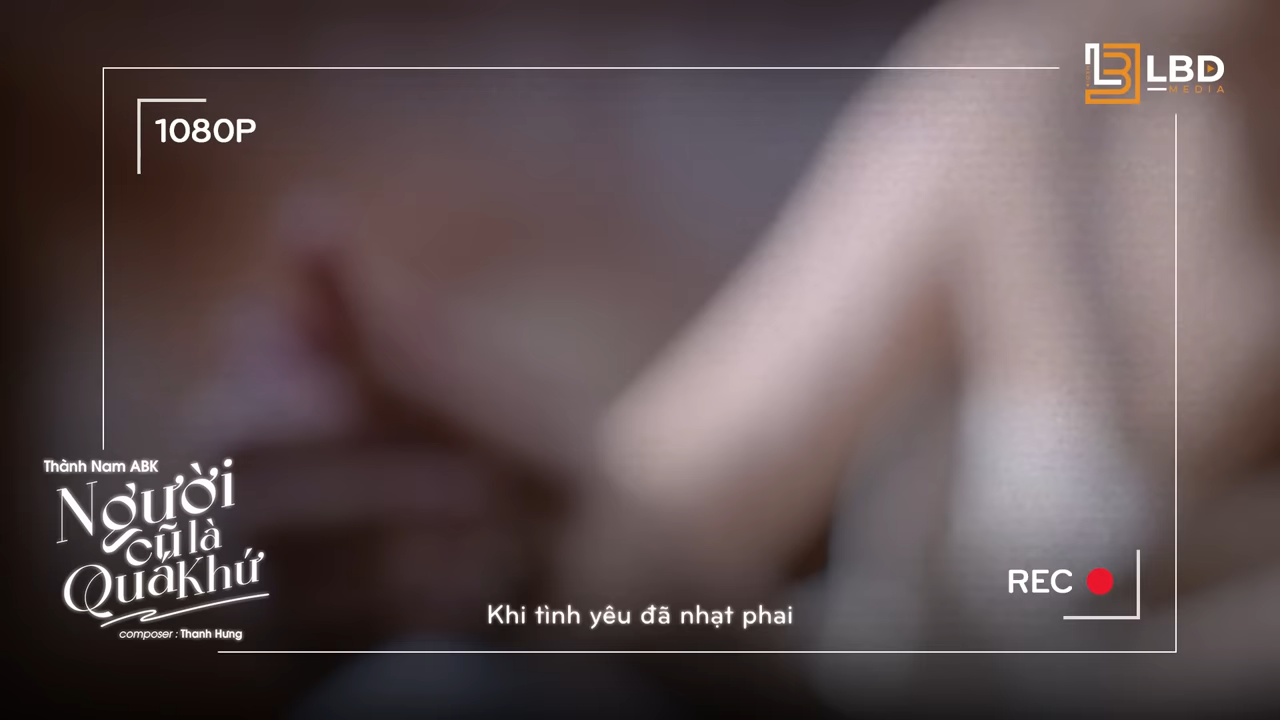 LBD
MEDIA
1080P
Thành Nam ABK
Người
cũ là
Quá Khứ
composer : Thanh Hưng
REC
Khi tình yêu đã nhạt phai